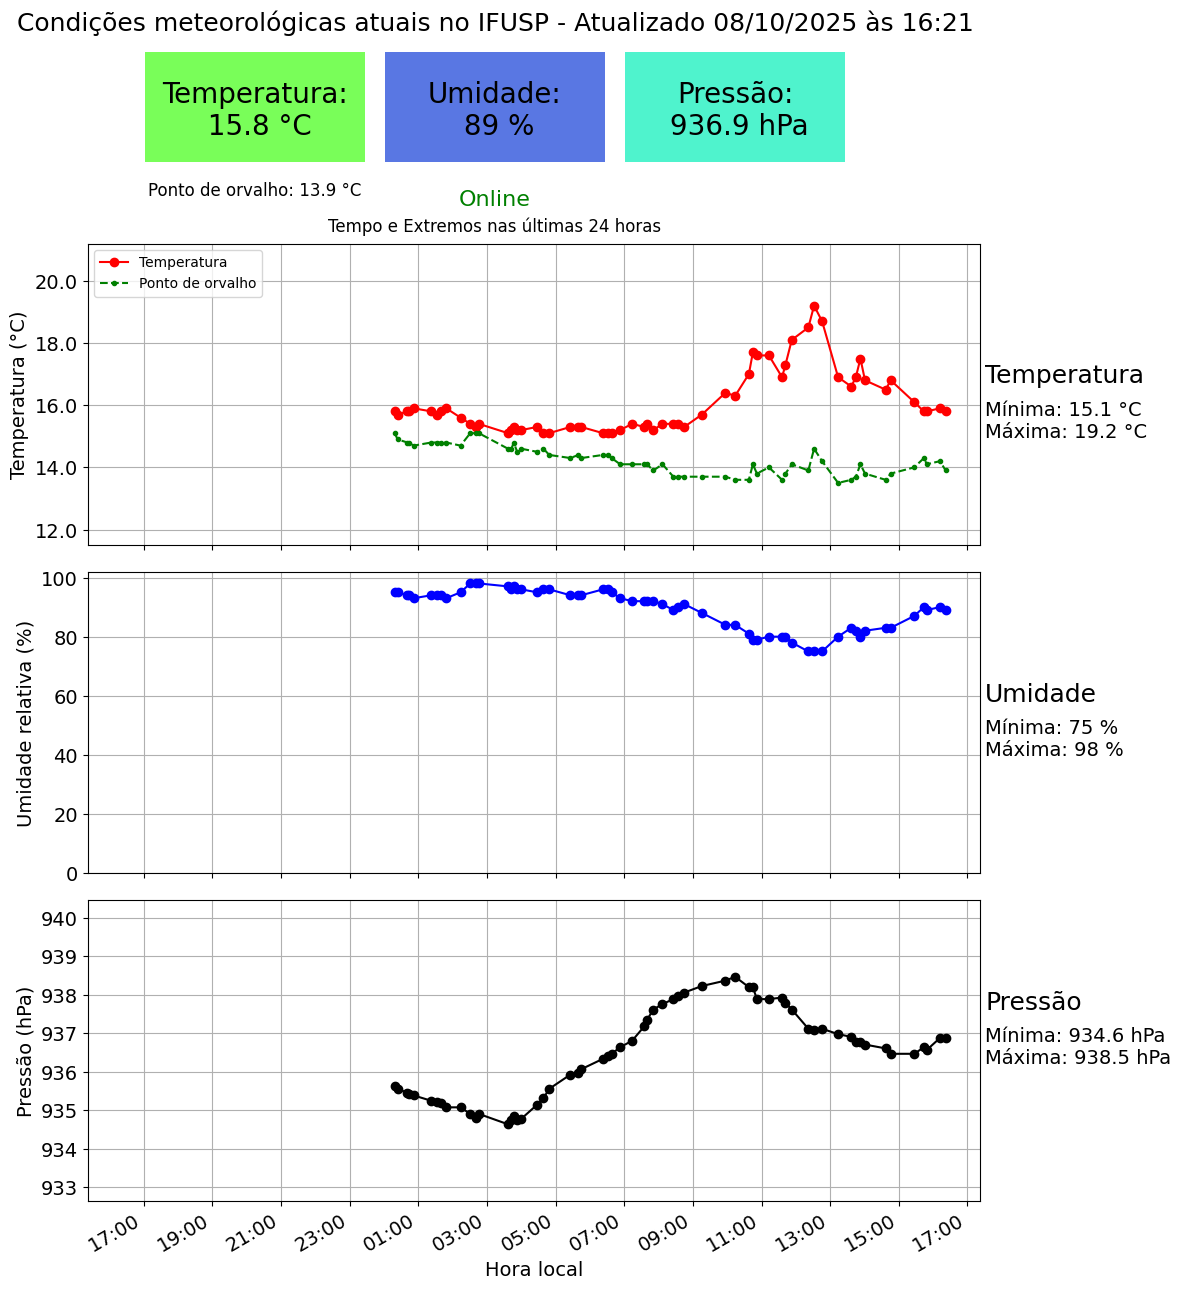 Condições meteorológicas atuais no IFUSP - Atualizado 08/10/2025 às 16:21
Temperatura:
15.8 °C
Umidade:
89 %
Pressão:
936.9 hPa
Ponto de orvalho: 13.9 °C
Online
Tempo e Extremos nas últimas 24 horas
Temperatura
Ponto de orvalho
Temperatura (°C)
20.0
18.0
16.0
14.0
12.0
Temperatura
Mínima: 15.1 °C
Máxima: 19.2 °C
Umidade relativa (%)
100
80
60
40
20
0
Umidade
Mínima: 75 %
Máxima: 98 %
Pressão (hPa)
940
939
938
937
936
935
934
933
Pressão
Mínima: 934.6 hPa
Máxima: 938.5 hPa
17:00 19:00 21:00 23:00 01:00 03:00 05:00 07:00 09:00 11:00 13:00 15:00 17:00
Hora local